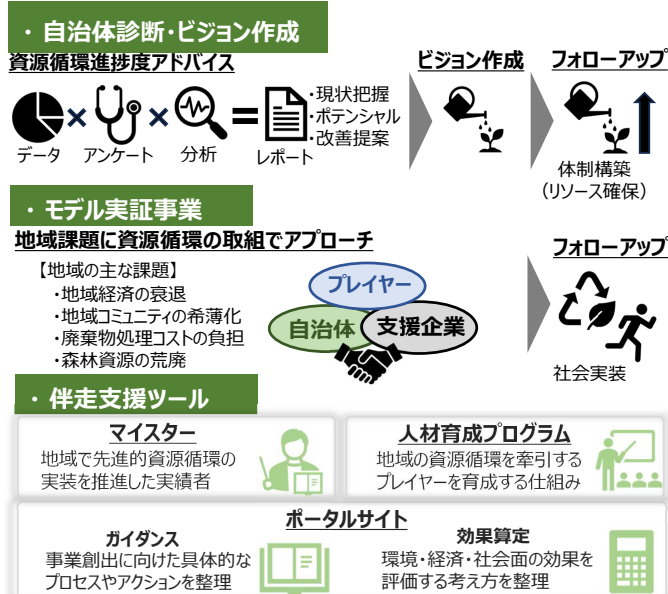 ・自治体診断・ビジョン作成
資源循環進捗度アドバイス
データ × アンケート × 分析 = レポート
・現状把握
・ポテンシャル
・改善提案
ビジョン作成
フォローアップ
体制構築
(リソース確保)
・モデル実証事業
地域課題に資源循環の取組でアプローチ
【地域の主な課題】
・地域経済の衰退
・地域コミュニティの希薄化
・廃棄物処理コストの負担
・森林資源の荒廃
プレイヤー
自治体
支援企業
フォローアップ
社会実装
・伴走支援ツール
マイスター
地域で先進的資源循環の
実装を推進した実績者
人材育成プログラム
地域の資源循環を牽引する
プレイヤーを育成する仕組み
ポータルサイト
ガイダンス
事業創出に向けた具体的な
プロセスやアクションを整理
効果算定
環境・経済・社会面の効果を
評価する考え方を整理